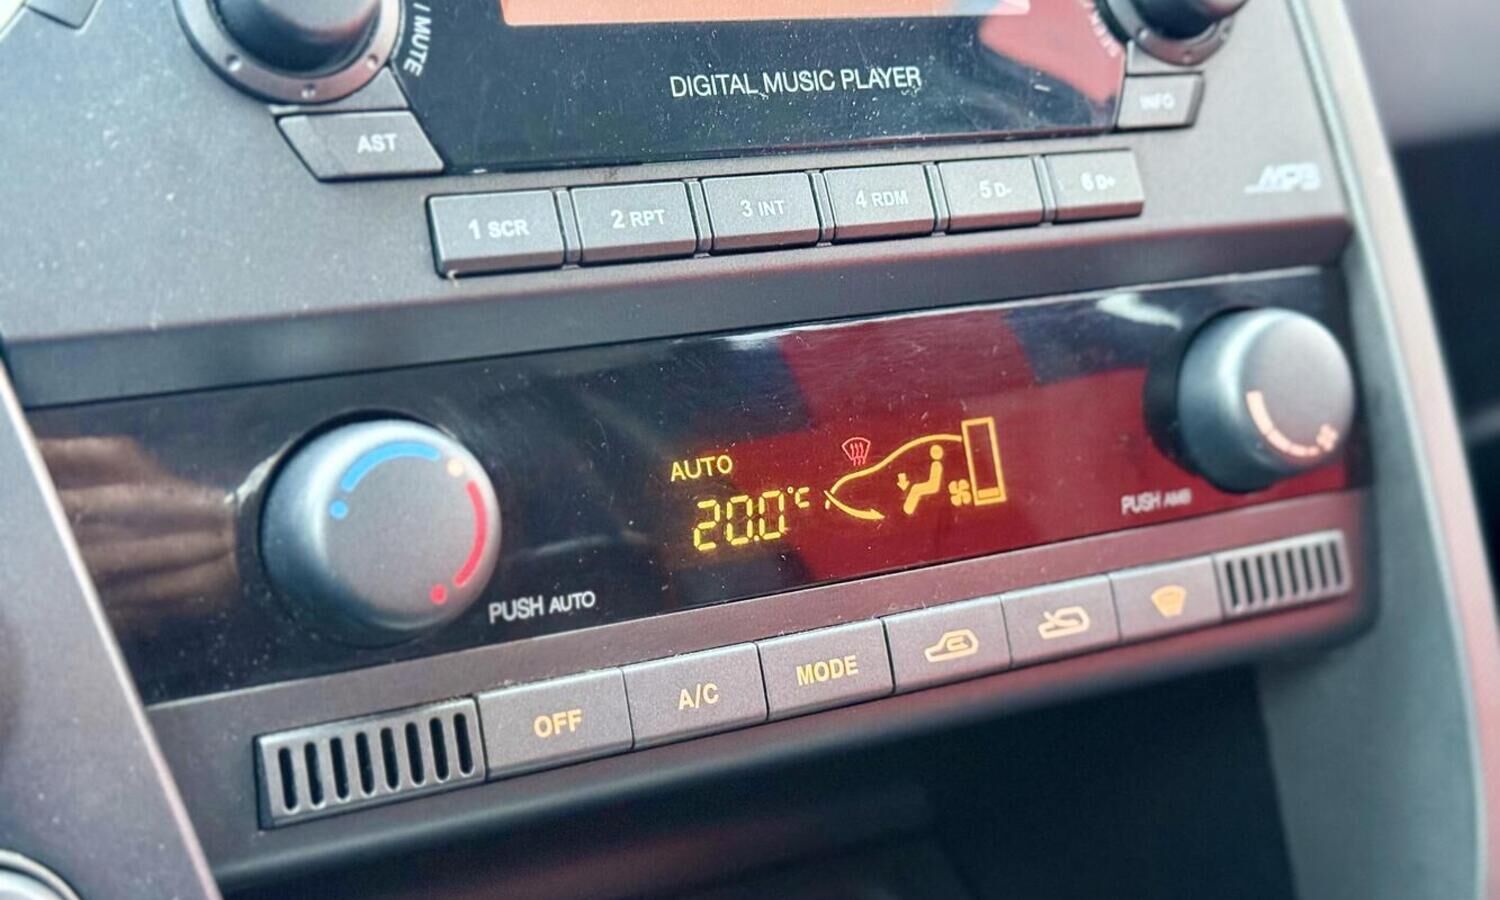 / MUTE
DIGITAL MUSIC PLAYER
INFO
AST
MP3
1 SCR
2 RPT
3 INT
4 RDM
5 D-
6 D+
AUTO
20.0°C
PUSH AUTO
PUSH AMB
OFF
A/C
MODE